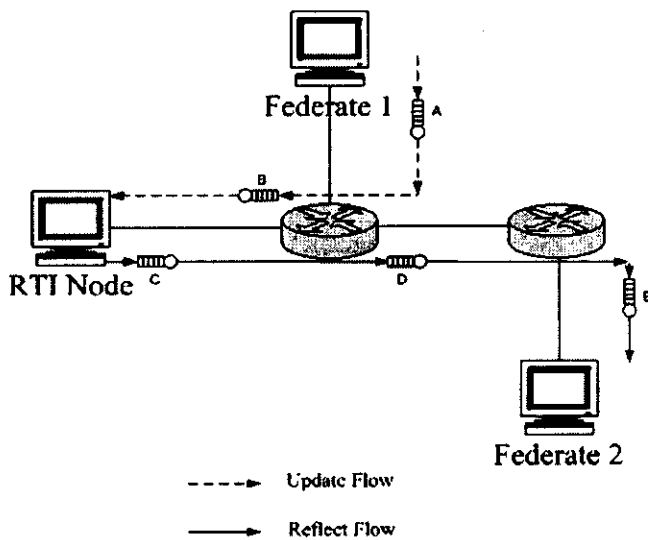 Federate 1
A
B
RTI Node
C
D
E
Federate 2
Update Flow
Reflect Flow